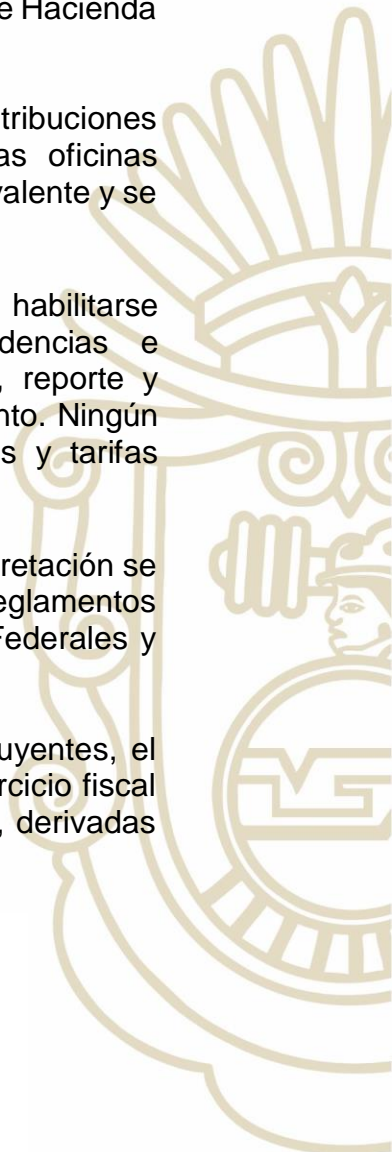 e Hacienda
tribuciones
as oficinas
valente y se
habilitarse
dencias e
, reporte y
nto. Ningún
s y tarifas
retación se
eglamentos
Federales y
uyentes, el
rcicio fiscal
, derivadas